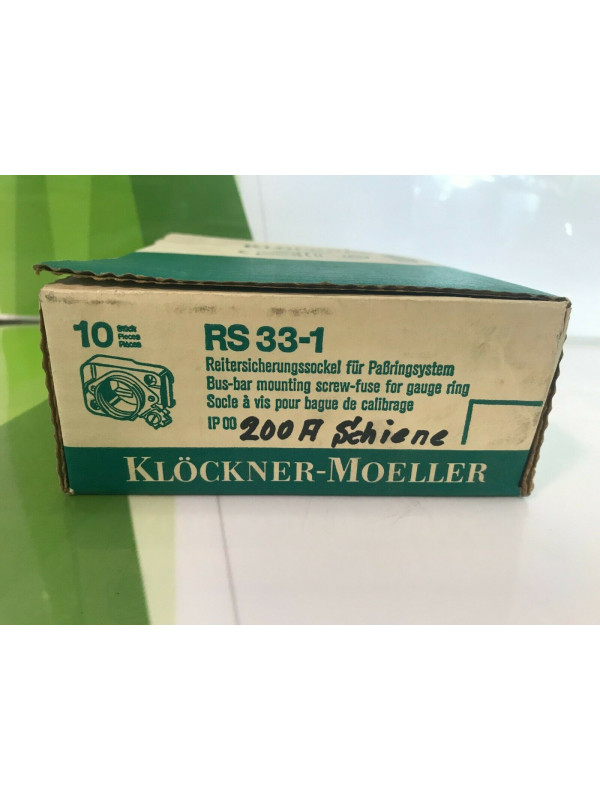 10 Stück
Pieces
Pièces
RS 33-1
Reitersicherungssockel für Paßringsystem
Bus-bar mounting screw-fuse for gauge ring
Socle à vis pour bague de calibrage
IP 00 200 A Schiene
KLÖCKNER-MOELLER